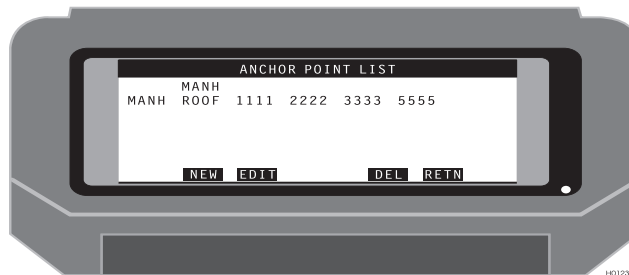 ANCHOR POINT LIST
MANH
MANH ROOF 1111 2222 3333 5555
NEW EDIT DEL RETN
H0123